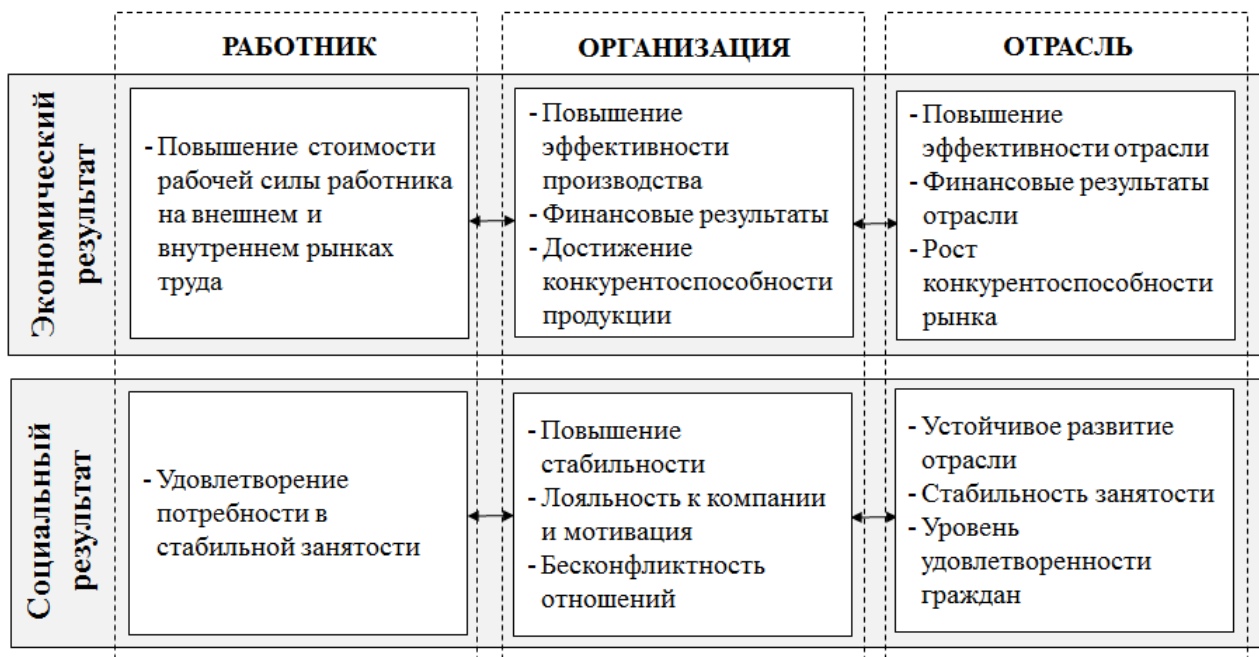 РАБОТНИК
ОРГАНИЗАЦИЯ
ОТРАСЛЬ
Экономический
результат
- Повышение стоимости
рабочей силы работника
на внешнем и
внутреннем рынках
труда
- Повышение
эффективности
производства
- Финансовые результаты
- Достижение
конкурентоспособности
продукции
- Повышение
эффективности отрасли
- Финансовые результаты
отрасли
- Рост
конкурентоспособности
рынка
Социальный
результат
- Удовлетворение
потребности в
стабильной занятости
- Повышение
стабильности
- Лояльность к компании
и мотивация
- Бесконфликтность
отношений
- Устойчивое развитие
отрасли
- Стабильность занятости
- Уровень
удовлетворенности
граждан